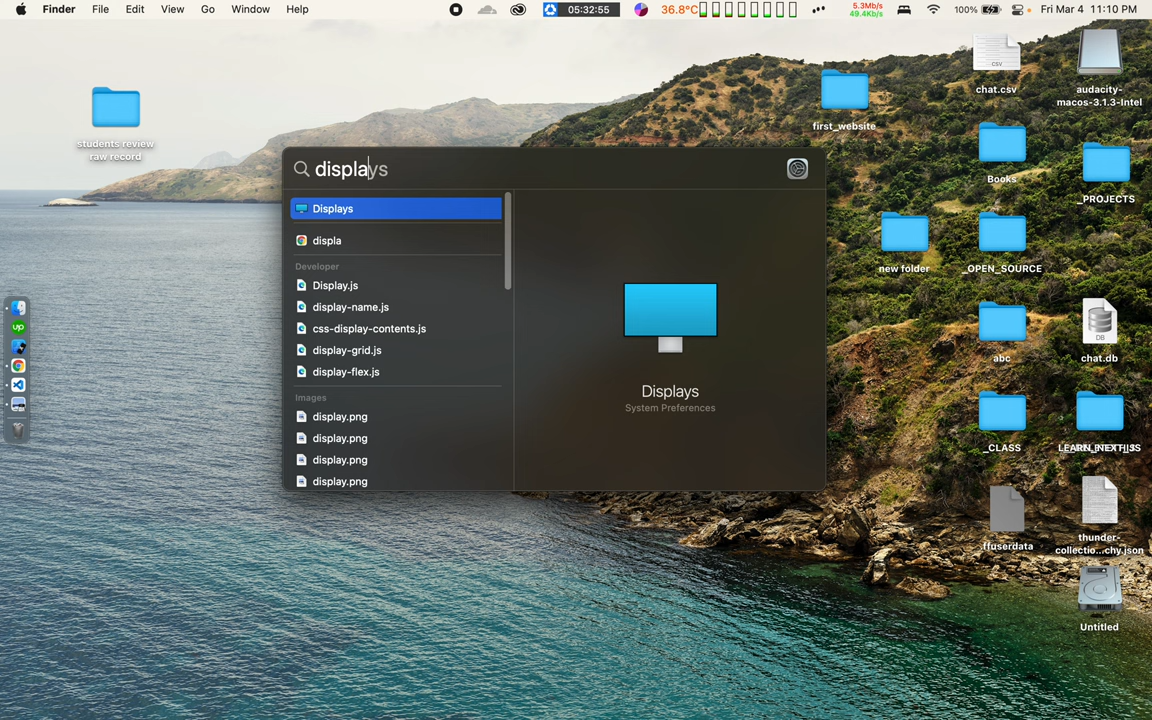 Finder File Edit View Go Window Help 05:32:55 36.8°C 5.3Mb/s 49.4Kb/s 100% Fri Mar 4 11:10 PM
students review
raw record
first_website
chat.csv
CSV
audacity-
macos-3.1.3-Intel
Books
_PROJECTS
new folder
_OPEN_SOURCE
abc
chat.db
DB
_CLASS
.ffuserdata
thunder-
collectio...chy.json
Untitled
up
displays
Displays
displa
Developer
Display.js
display-name.js
css-display-contents.js
display-grid.js
display-flex.js
Images
display.png
display.png
display.png
display.png
Displays
System Preferences